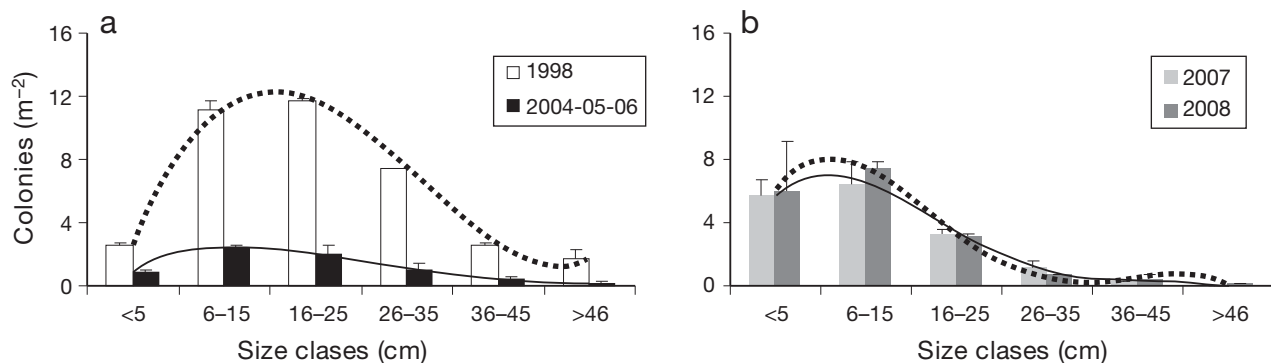 a
16
12
8
4
0
Colonies (m⁻²)
1998
2004-05-06
<5 6–15 16–25 26–35 36–45 >46
Size clases (cm)
b
16
12
8
4
0
2007
2008
<5 6–15 16–25 26–35 36–45 >46
Size clases (cm)